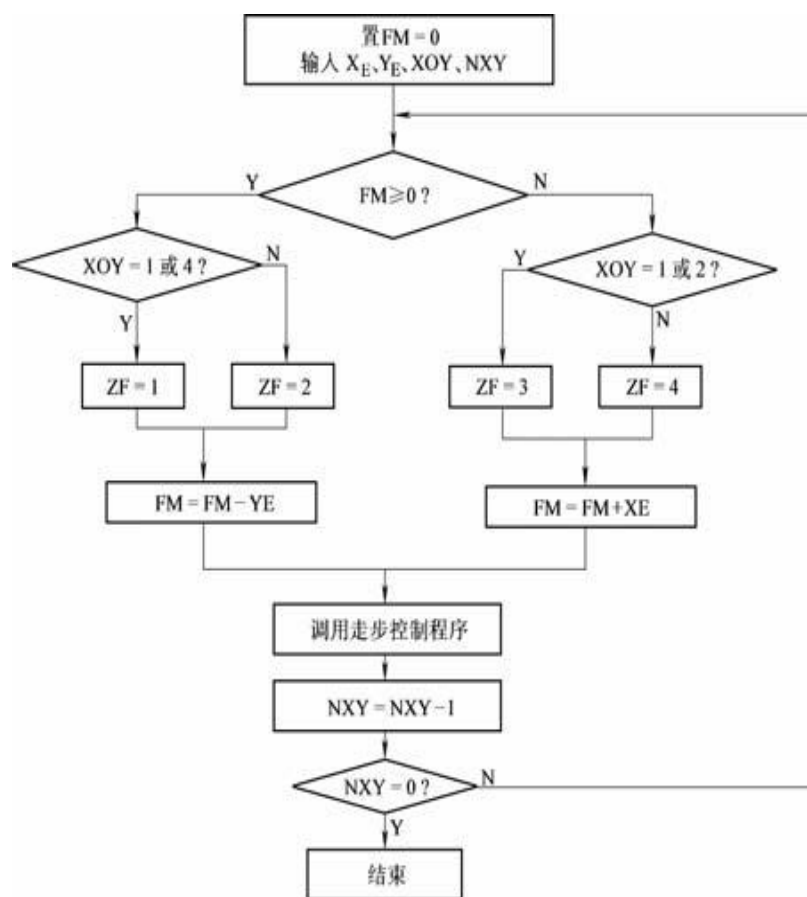 置FM = 0
输入 X_E、Y_E、XOY、NXY
FM≥0？
Y
N
XOY = 1 或 4？
N
Y
XOY = 1 或 2？
Y
N
ZF = 1
ZF = 2
ZF = 3
ZF = 4
FM = FM − YE
FM = FM+XE
调用走步控制程序
NXY = NXY −1
NXY = 0？
N
Y
结束